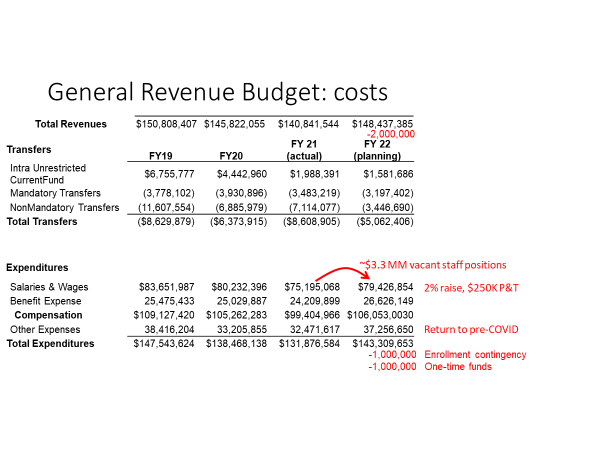 General Revenue Budget: costs
Total Revenues $150,808,407 $145,822,055 $140,841,544 $148,437,385
-2,000,000
Transfers FY19 FY20 FY 21 (actual) FY 22 (planning)
Intra Unrestricted CurrentFund $6,755,777 $4,442,960 $1,988,391 $1,581,686
Mandatory Transfers (3,778,102) (3,930,896) (3,483,219) (3,197,402)
NonMandatory Transfers (11,607,554) (6,885,979) (7,114,077) (3,446,690)
Total Transfers ($8,629,879) ($6,373,915) ($8,608,905) ($5,062,406)
~$3.3 MM vacant staff positions
Expenditures
Salaries & Wages $83,651,987 $80,232,396 $75,195,068 $79,426,854 2% raise, $250K P&T
Benefit Expense 25,475,433 25,029,887 24,209,899 26,626,149
Compensation $109,127,420 $105,262,283 $99,404,966 $106,053,0030
Other Expenses 38,416,204 33,205,855 32,471,617 37,256,650 Return to pre-COVID
Total Expenditures $147,543,624 $138,468,138 $131,876,584 $143,309,653
-1,000,000 Enrollment contingency
-1,000,000 One-time funds